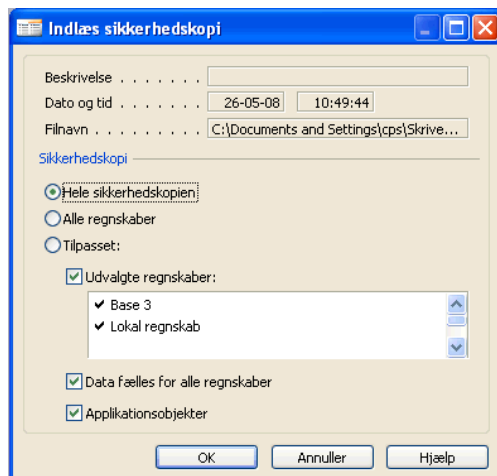 Indlæs sikkerhedskopi
Beskrivelse . . . . . . .
Dato og tid . . . . . . . 26-05-08 10:49:44
Filnavn . . . . . . . . . C:\Documents and Settings\cps\Skrive...
Sikkerhedskopi
Hele sikkerhedskopien
Alle regnskaber
Tilpasset:
Udvalgte regnskaber:
Base 3
Lokal regnskab
Data fælles for alle regnskaber
Applikationsobjekter
OK Annuller Hjælp